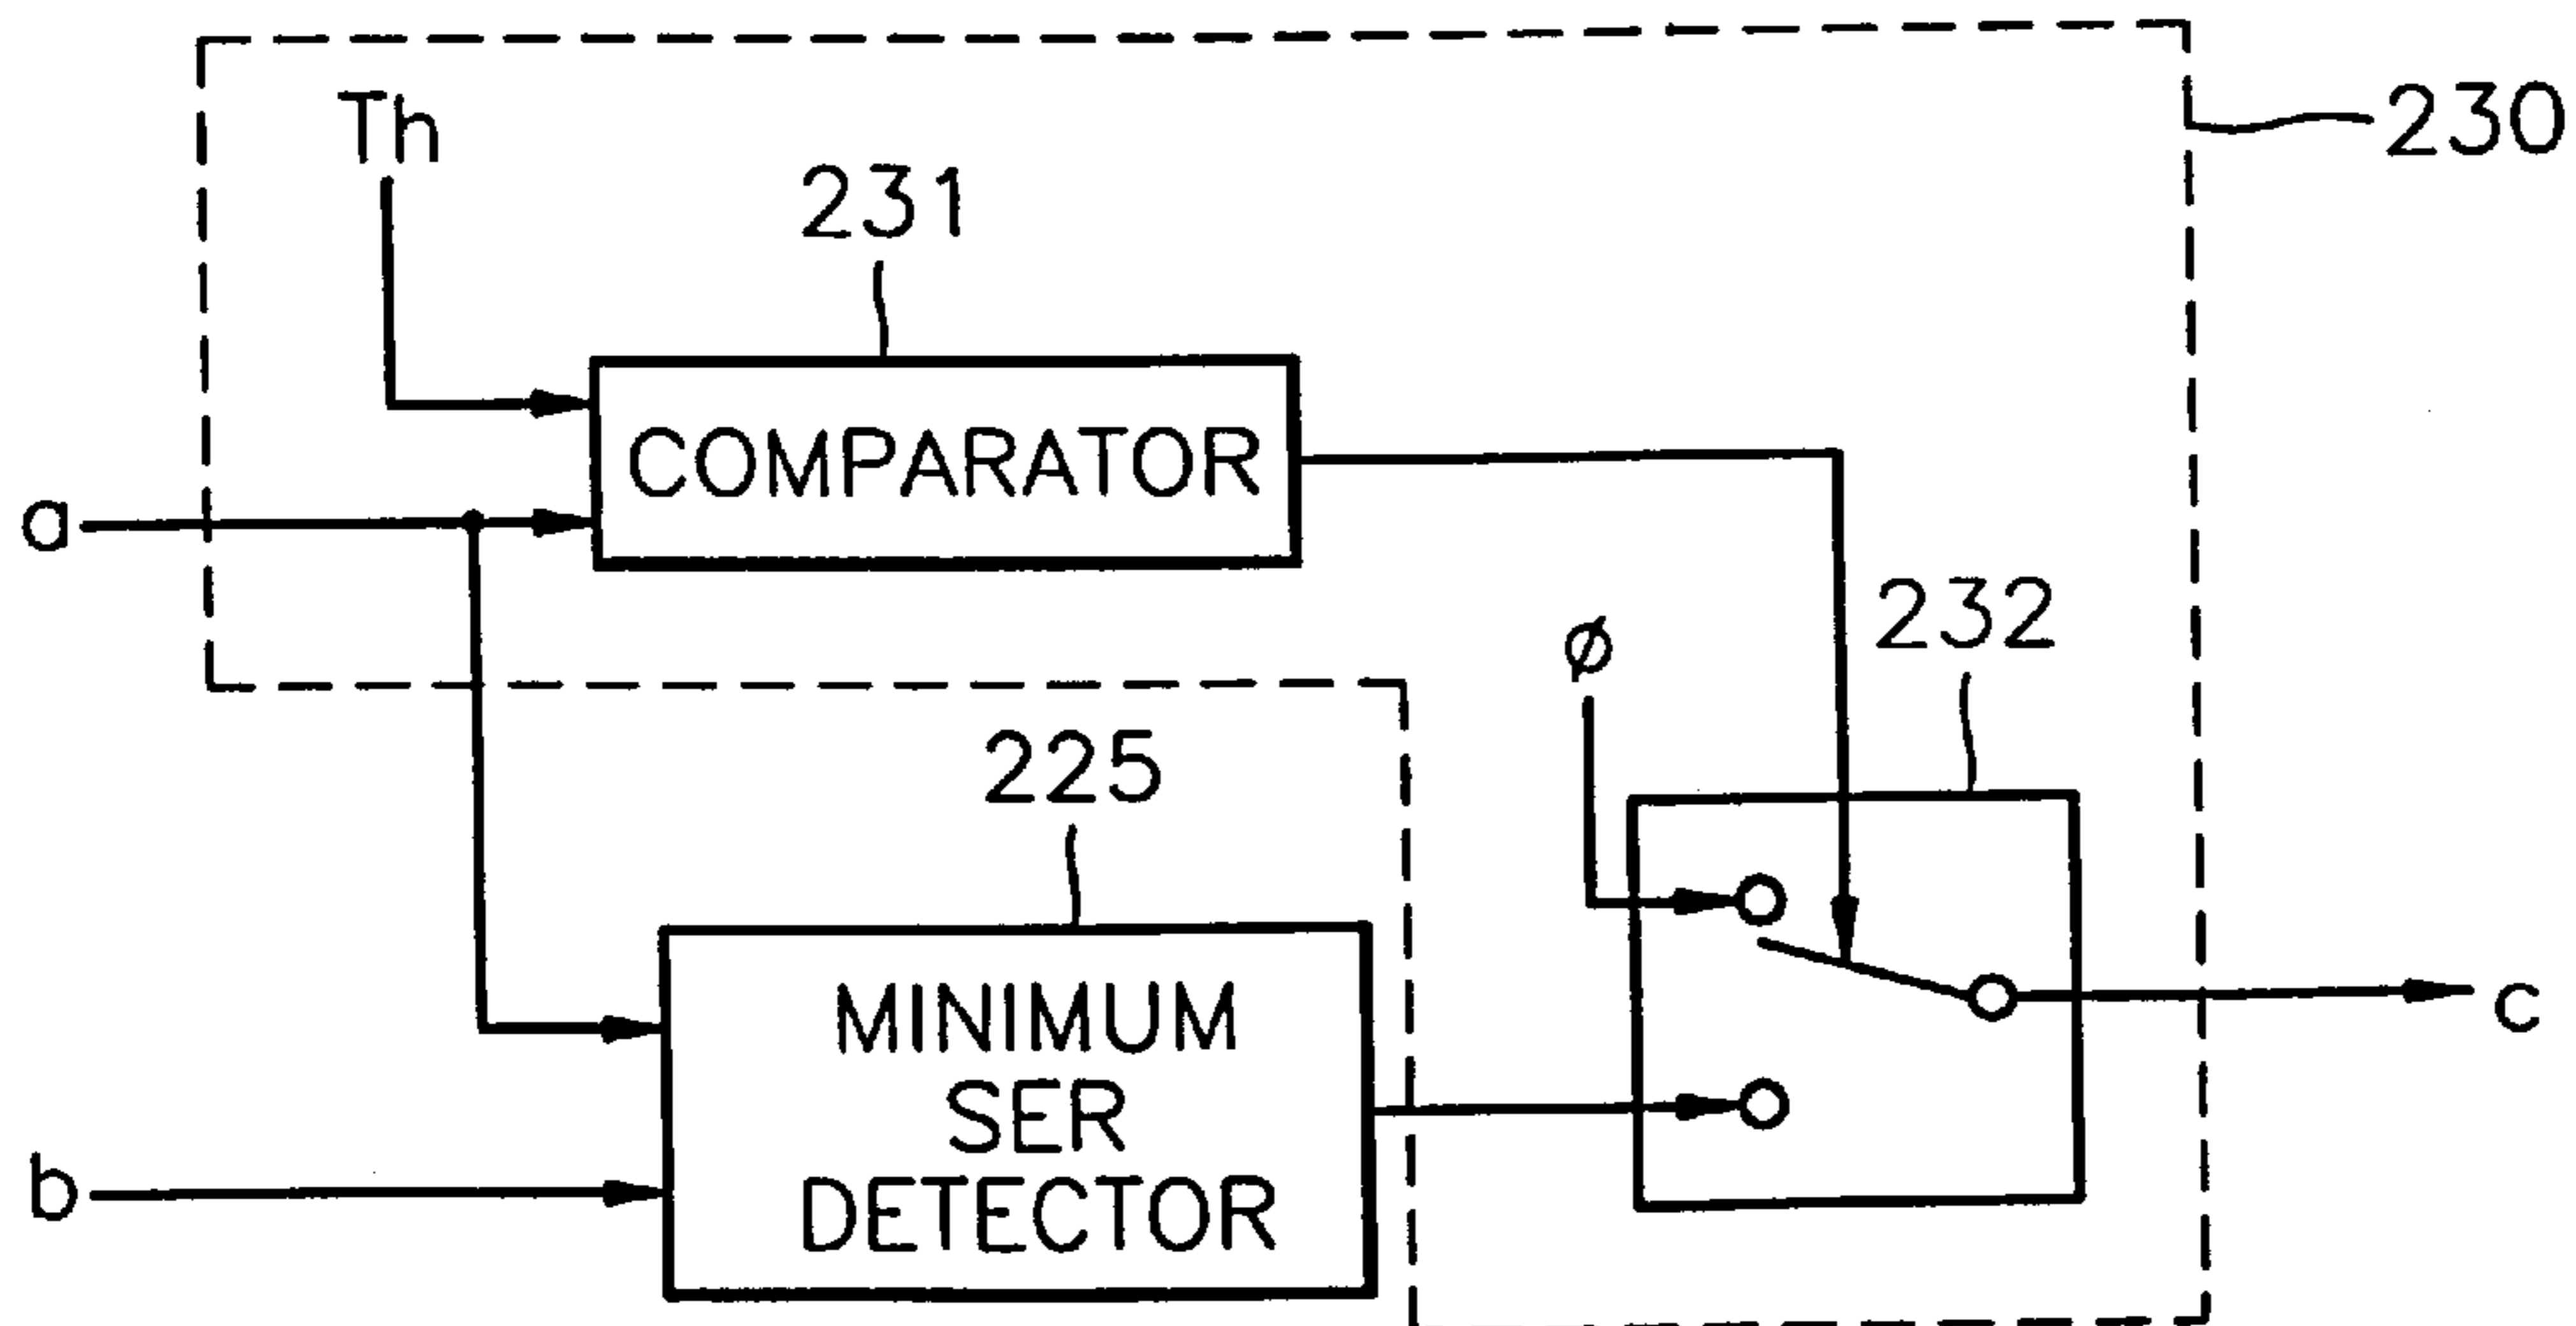 Th
230
231
COMPARATOR
a
ø
232
225
MINIMUM
SER
DETECTOR
b
c